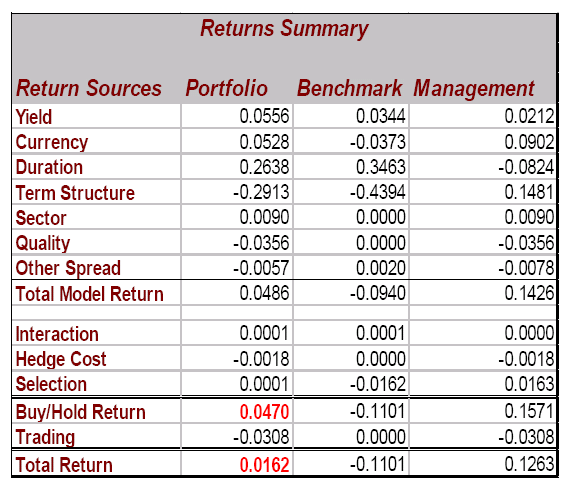 Returns Summary
Return Sources Portfolio Benchmark Management
Yield 0.0556 0.0344 0.0212
Currency 0.0528 -0.0373 0.0902
Duration 0.2638 0.3463 -0.0824
Term Structure -0.2913 -0.4394 0.1481
Sector 0.0090 0.0000 0.0090
Quality -0.0356 0.0000 -0.0356
Other Spread -0.0057 0.0020 -0.0078
Total Model Return 0.0486 -0.0940 0.1426
Interaction 0.0001 0.0001 0.0000
Hedge Cost -0.0018 0.0000 -0.0018
Selection 0.0001 -0.0162 0.0163
Buy/Hold Return 0.0470 -0.1101 0.1571
Trading -0.0308 0.0000 -0.0308
Total Return 0.0162 -0.1101 0.1263